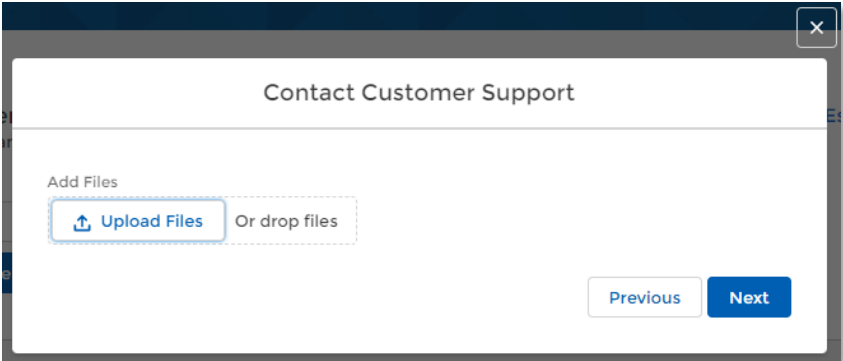 Contact Customer Support
Add Files
Upload Files Or drop files
Previous Next